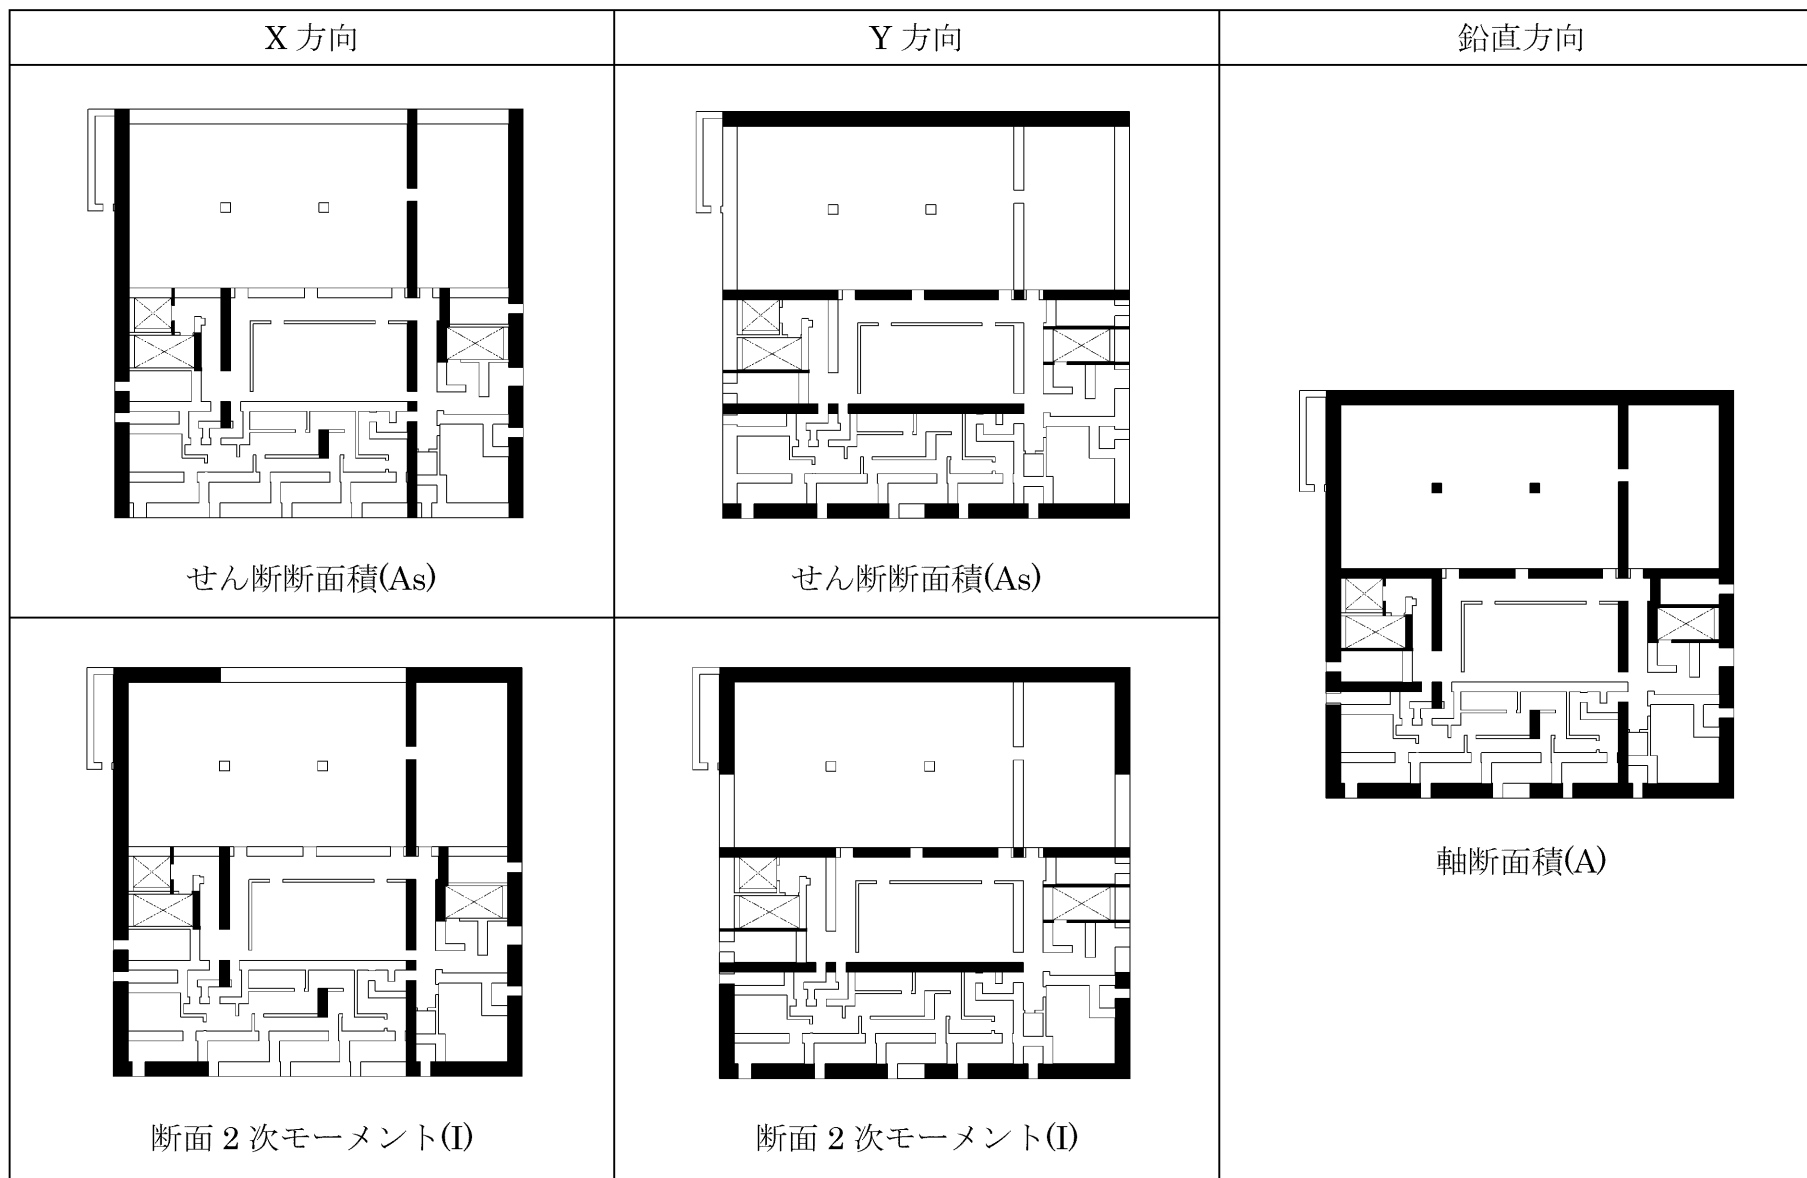 X 方向
Y 方向
鉛直方向
せん断断面積(As)
せん断断面積(As)
軸断面積(A)
断面 2 次モーメント(I)
断面 2 次モーメント(I)